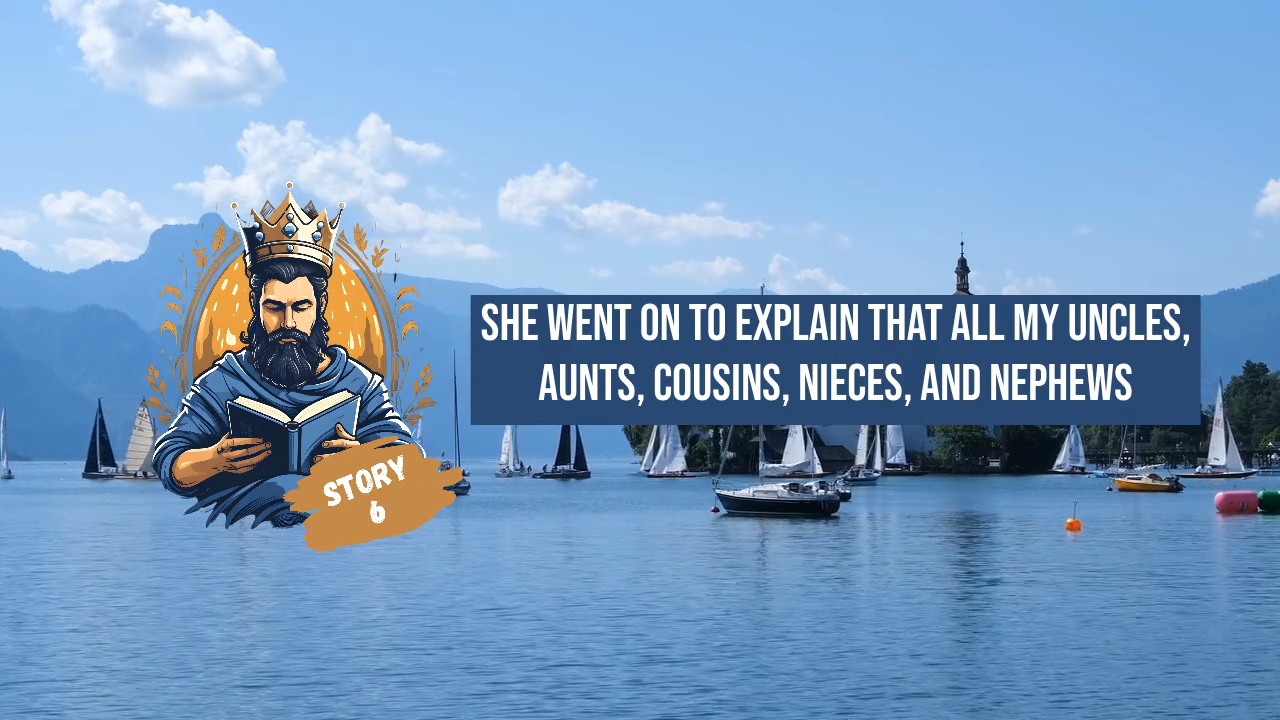 SHE WENT ON TO EXPLAIN THAT ALL MY UNCLES,
AUNTS, COUSINS, NIECES, AND NEPHEWS
STORY
6